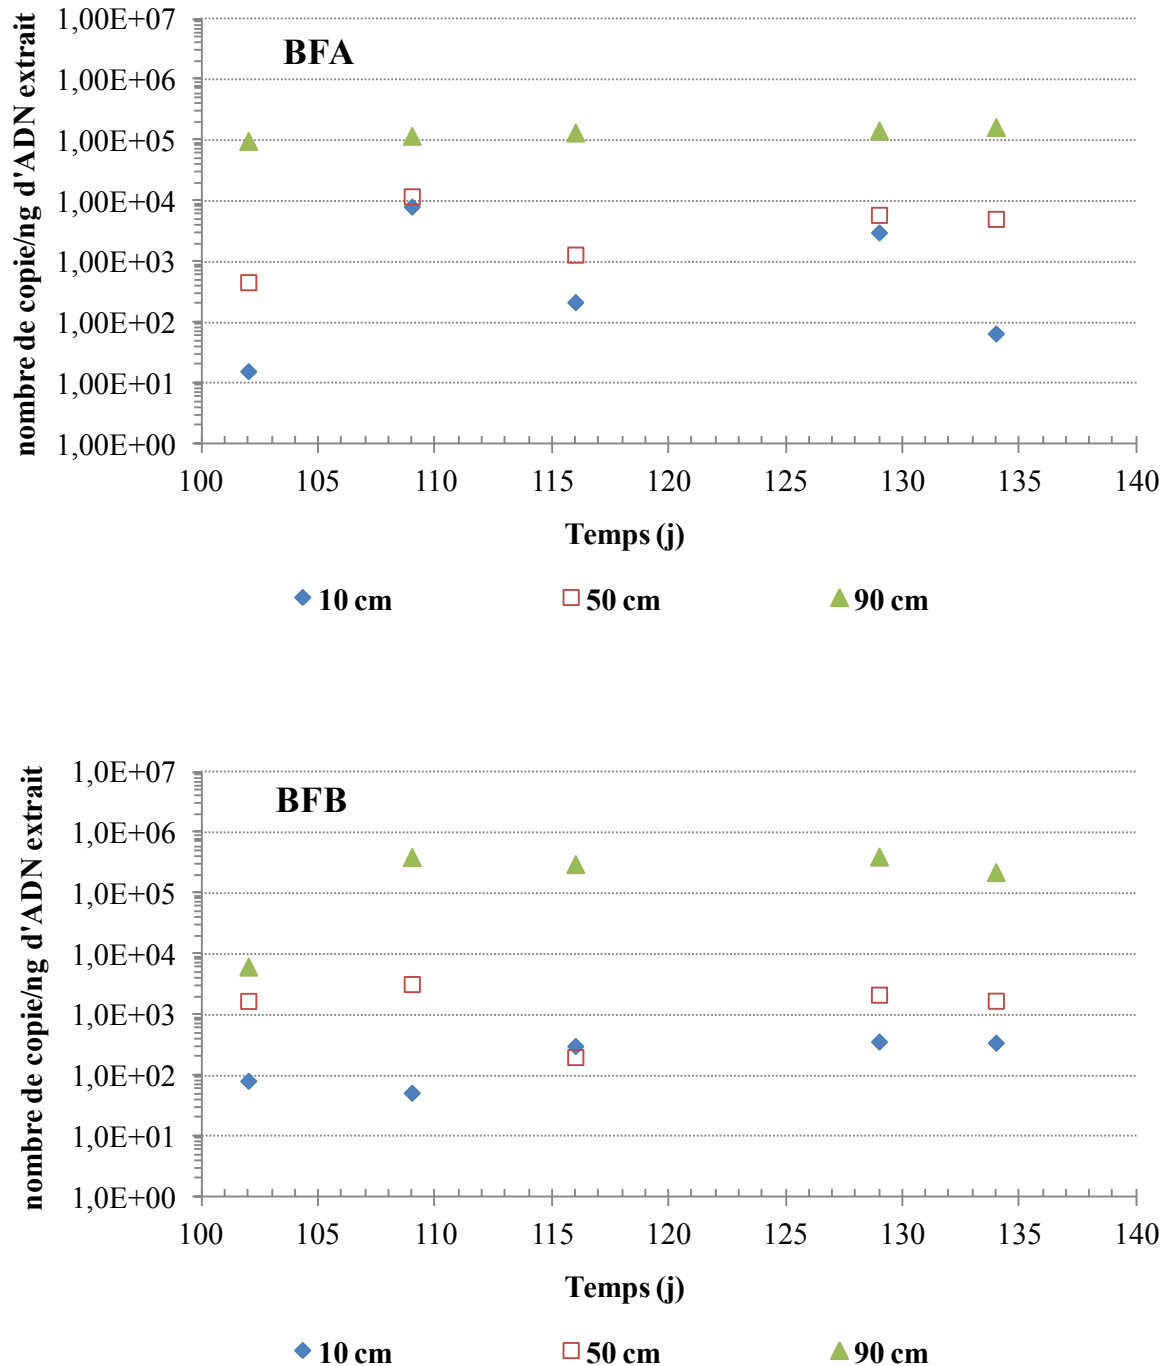 BFA
nombre de copie/ng d'ADN extrait
1,00E+07
1,00E+06
1,00E+05
1,00E+04
1,00E+03
1,00E+02
1,00E+01
1,00E+00
100 105 110 115 120 125 130 135 140
Temps (j)
10 cm 50 cm 90 cm
BFB
nombre de copie/ng d'ADN extrait
1,0E+07
1,0E+06
1,0E+05
1,0E+04
1,0E+03
1,0E+02
1,0E+01
1,0E+00
100 105 110 115 120 125 130 135 140
Temps (j)
10 cm 50 cm 90 cm